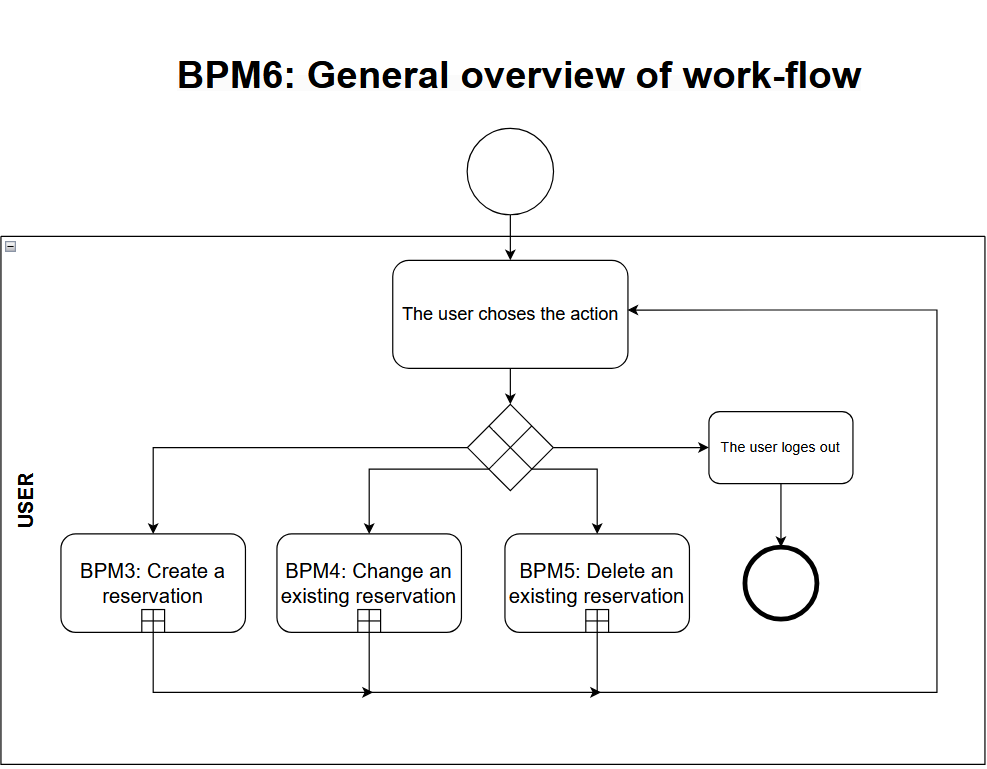 BPM6: General overview of work-flow
The user choses the action
The user loges out
USER
BPM3: Create a
reservation
BPM4: Change an
existing reservation
BPM5: Delete an
existing reservation